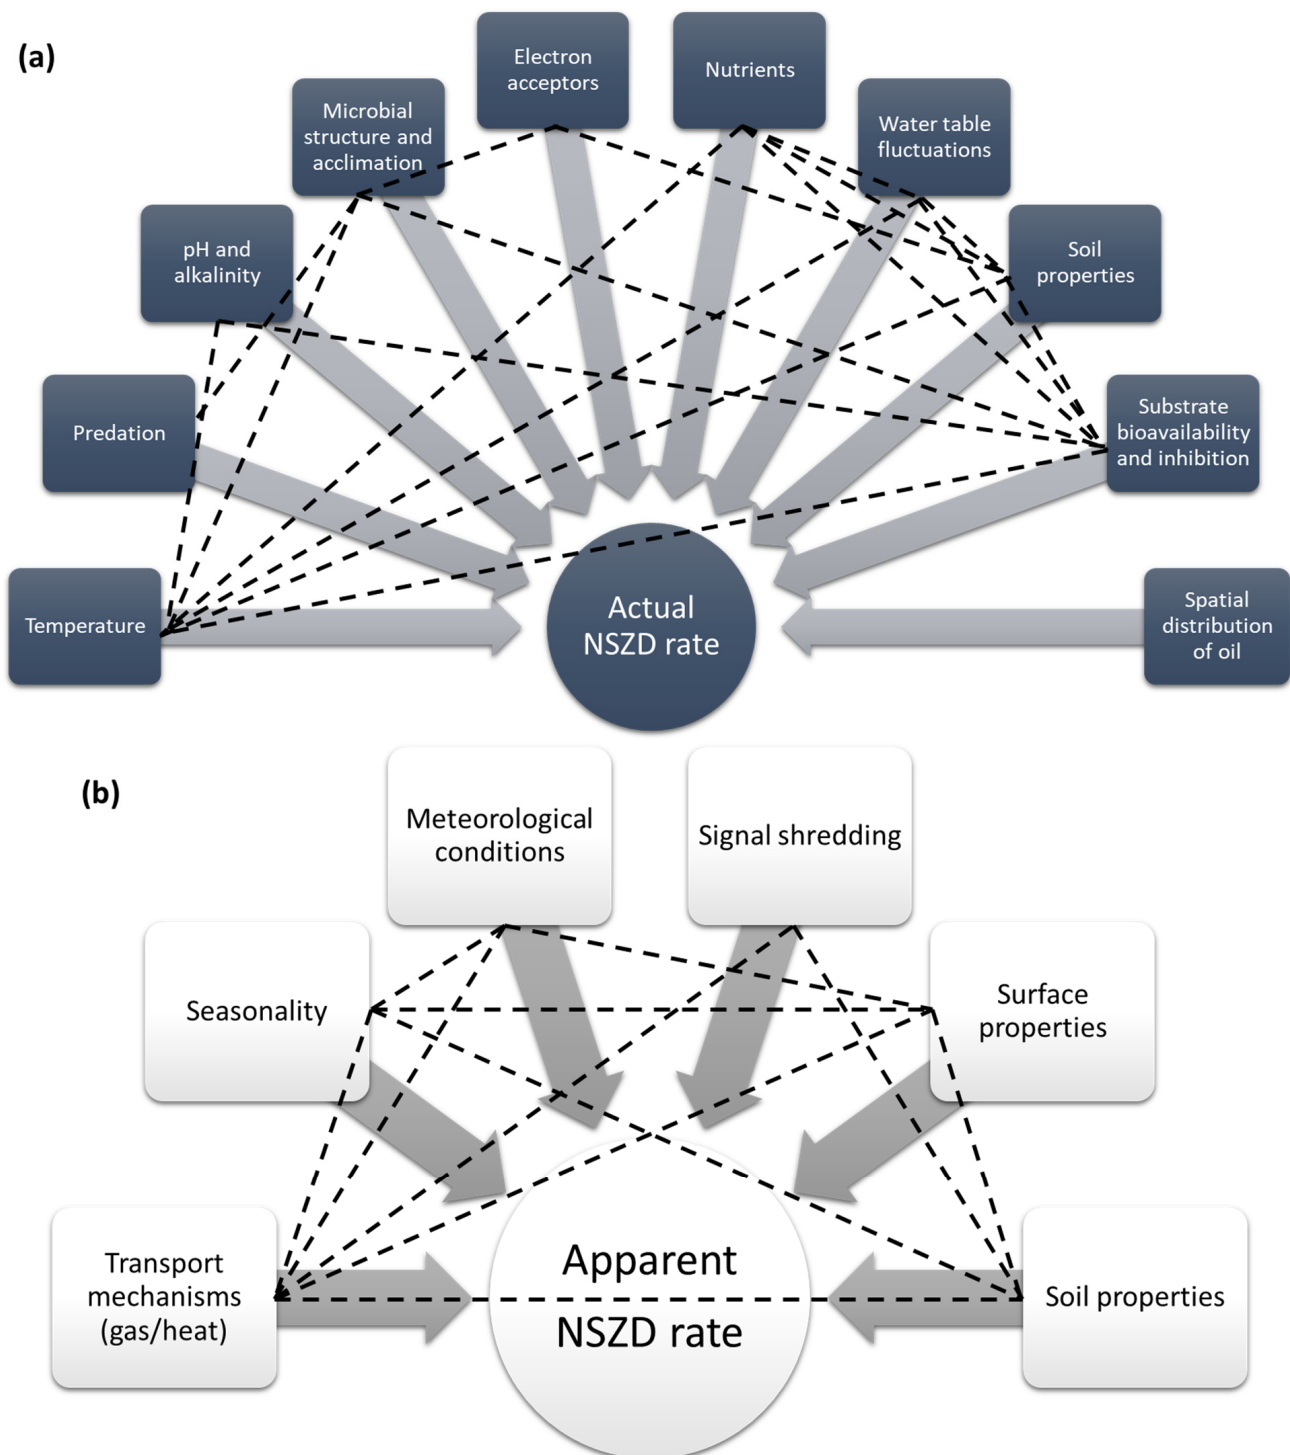 (a)
Electron
acceptors
Nutrients
Microbial
structure and
acclimation
Water table
fluctuations
pH and
alkalinity
Soil
properties
Predation
Substrate
bioavailability
and inhibition
Temperature
Actual
NSZD rate
Spatial
distribution
of oil
(b)
Meteorological
conditions
Signal shredding
Seasonality
Surface
properties
Transport
mechanisms
(gas/heat)
Apparent
NSZD rate
Soil properties